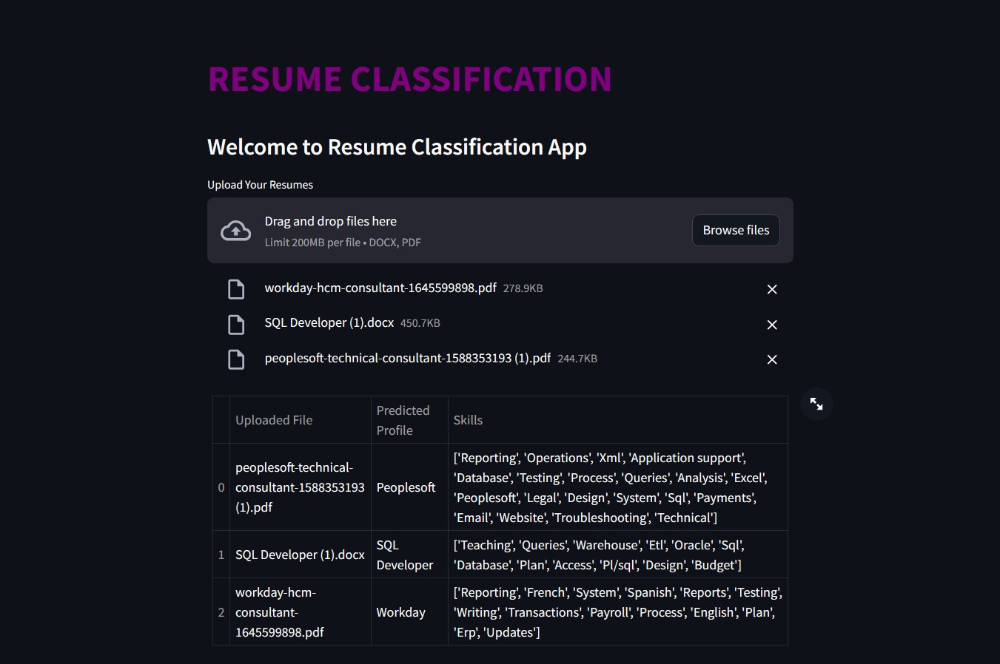 RESUME CLASSIFICATION
Welcome to Resume Classification App
Upload Your Resumes
Drag and drop files here
Limit 200MB per file • DOCX, PDF
Browse files
workday-hcm-consultant-1645599898.pdf 278.9KB
SQL Developer (1).docx 450.7KB
peoplesoft-technical-consultant-1588353193 (1).pdf 244.7KB
Uploaded File
Predicted
Profile
Skills
0
peoplesoft-technical-
consultant-1588353193
(1).pdf
Peoplesoft
['Reporting', 'Operations', 'Xml', 'Application support',
'Database', 'Testing', 'Process', 'Queries', 'Analysis', 'Excel',
'Peoplesoft', 'Legal', 'Design', 'System', 'Sql', 'Payments',
'Email', 'Website', 'Troubleshooting', 'Technical']
1
SQL Developer (1).docx
SQL
Developer
['Teaching', 'Queries', 'Warehouse', 'Etl', 'Oracle', 'Sql',
'Database', 'Plan', 'Access', 'Pl/sql', 'Design', 'Budget']
2
workday-hcm-
consultant-
1645599898.pdf
Workday
['Reporting', 'French', 'System', 'Spanish', 'Reports', 'Testing',
'Writing', 'Transactions', 'Payroll', 'Process', 'English', 'Plan',
'Erp', 'Updates']